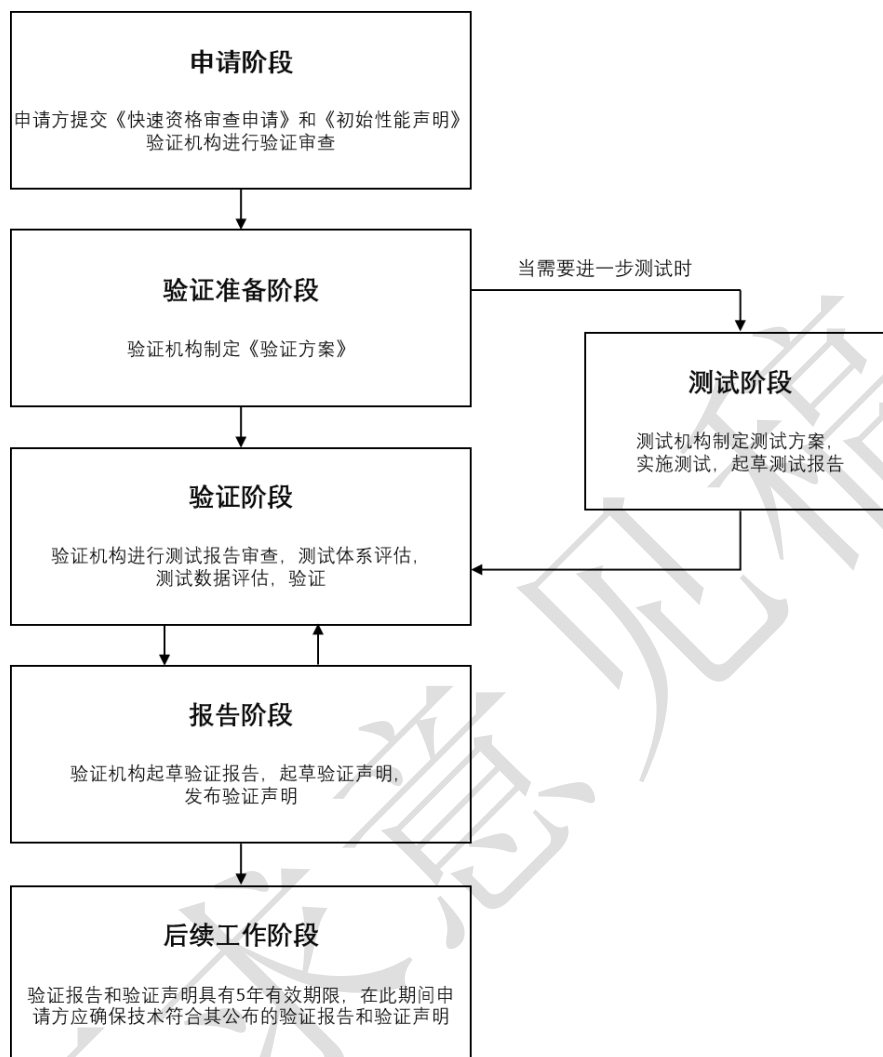 申请阶段
申请方提交《快速资格审查申请》和《初始性能声明》
验证机构进行验证审查
验证准备阶段
验证机构制定《验证方案》
当需要进一步测试时
测试阶段
测试机构制定测试方案，
实施测试，起草测试报告
验证阶段
验证机构进行测试报告审查，测试体系评估，
测试数据评估，验证
报告阶段
验证机构起草验证报告，起草验证声明，
发布验证声明
后续工作阶段
验证报告和验证声明具有5年有效期限，在此期间申
请方应确保技术符合其公布的验证报告和验证声明
求意见稿